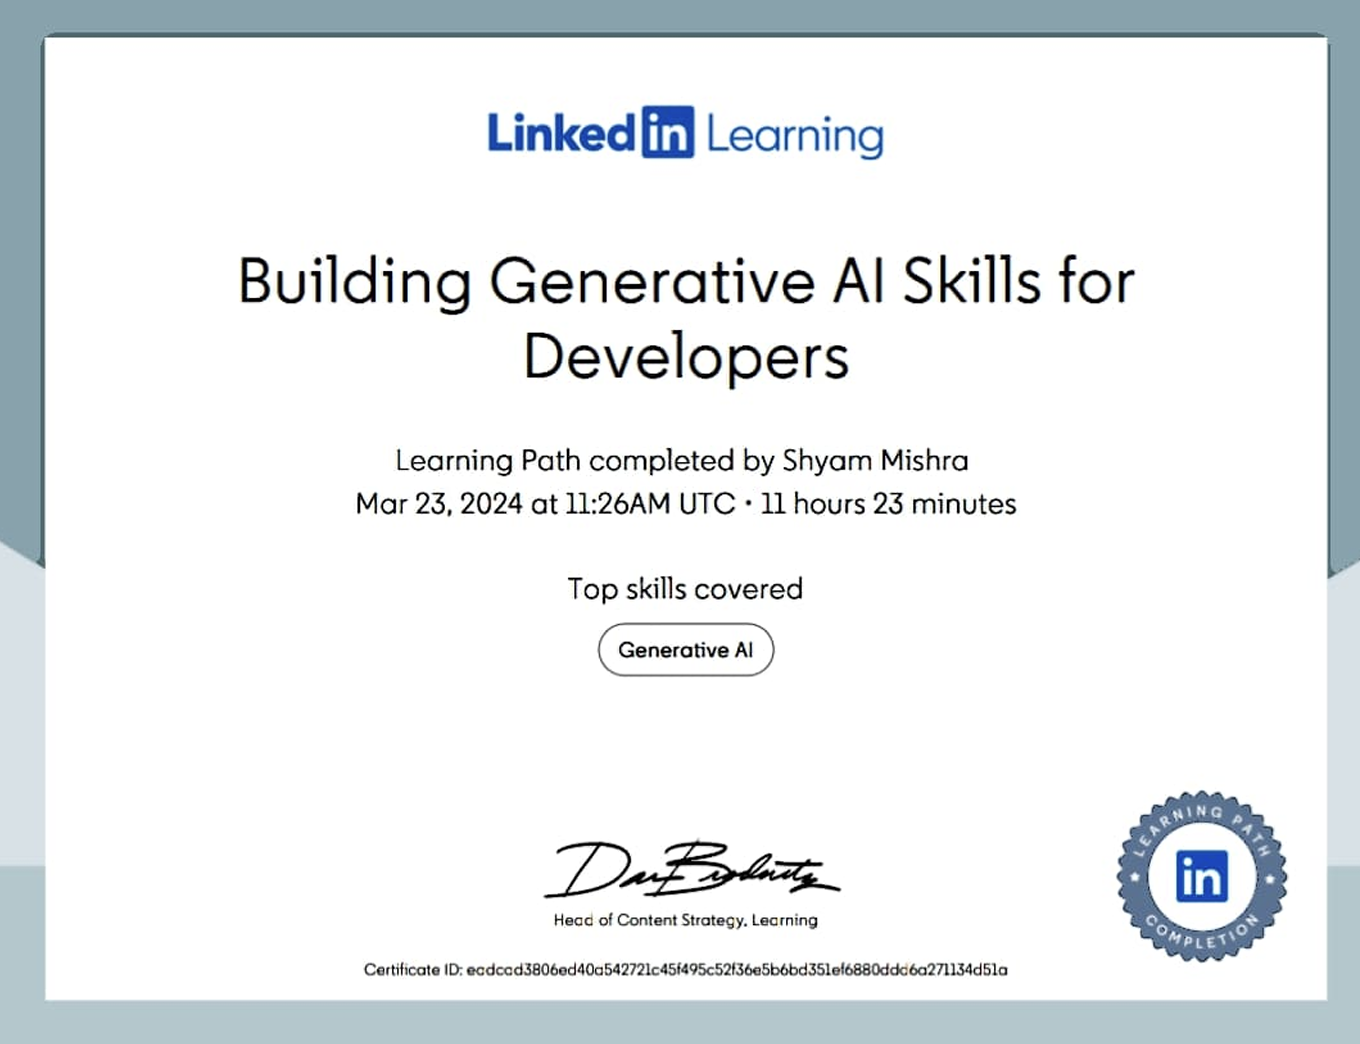 Linked in Learning
Building Generative AI Skills for
Developers
Learning Path completed by Shyam Mishra
Mar 23, 2024 at 11:26AM UTC • 11 hours 23 minutes
Top skills covered
Generative AI
Head of Content Strategy, Learning
LEARNING PATH
in
COMPLETION
Certificate ID: eadcad3806ed40a542721c45f495c52f36e5b6bd351ef6880ddd6a271134d51a